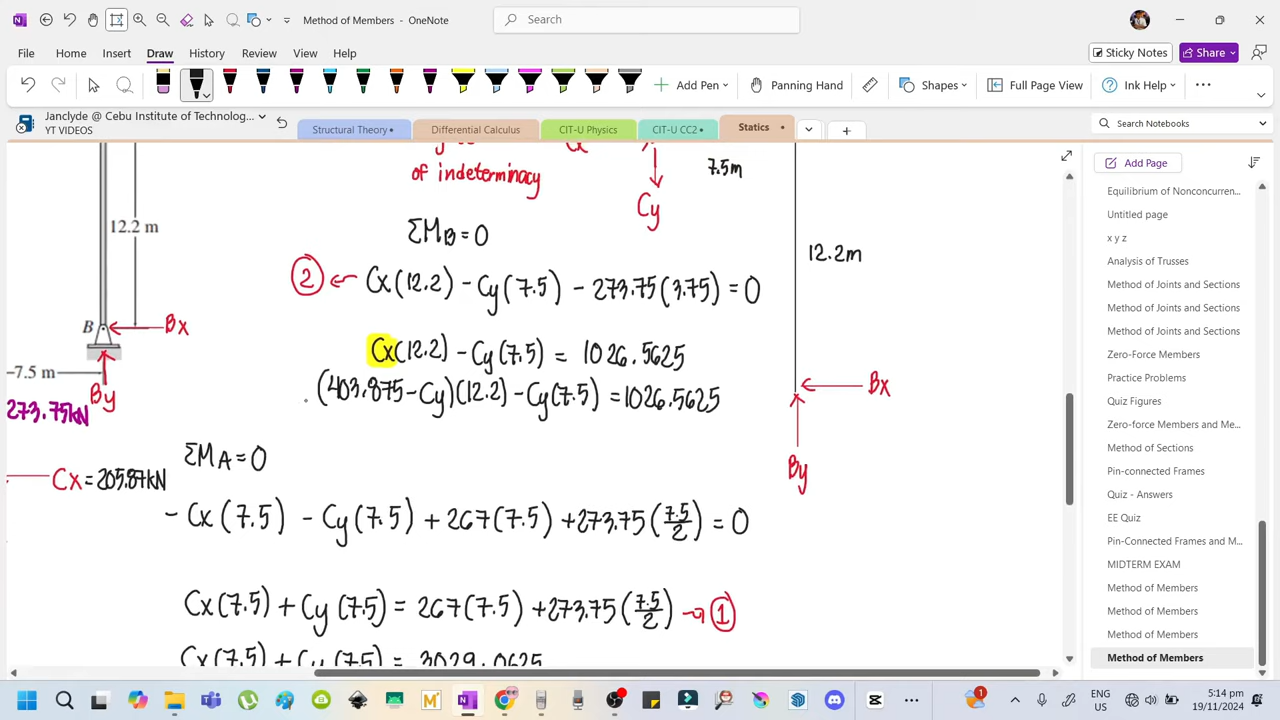 Method of Members - OneNote
Search
File Home Insert Draw History Review View Help
Sticky Notes Share
Add Pen Panning Hand Shapes Full Page View Ink Help
Janclyde @ Cebu Institute of Technolog...
YT VIDEOS
Structural Theory Differential Calculus CIT-U Physics CIT-U CC2 Statics
Search Notebooks
Add Page
Equilibrium of Nonconcurren...
Untitled page
x y z
Analysis of Trusses
Method of Joints and Sections
Method of Joints and Sections
Zero-Force Members
Practice Problems
Quiz Figures
Zero-force Members and Me...
Method of Sections
Pin-connected Frames
Quiz - Answers
EE Quiz
Pin-Connected Frames and M...
MIDTERM EXAM
Method of Members
Method of Members
Method of Members
Method of Members
of indeterminacy
7.5m
Cy
12.2 m
B
Bx
-7.5 m
By
273.75kN
Cx = 205.87kN
ΣMB = 0
② ← Cx(12.2) - Cy(7.5) - 273.75(3.75) = 0
Cx(12.2) - Cy(7.5) = 1026.5625
(403.875 - Cy)(12.2) - Cy(7.5) = 1026.5625
12.2m
Bx
By
ΣMA = 0
- Cx(7.5) - Cy(7.5) + 267(7.5) + 273.75(7.5/2) = 0
Cx(7.5) + Cy(7.5) = 267(7.5) + 273.75(7.5/2) → ①
Cx(7.5) + Cy(7.5) = 3029.0625
ENG
PG
5:14 pm
19/11/2024